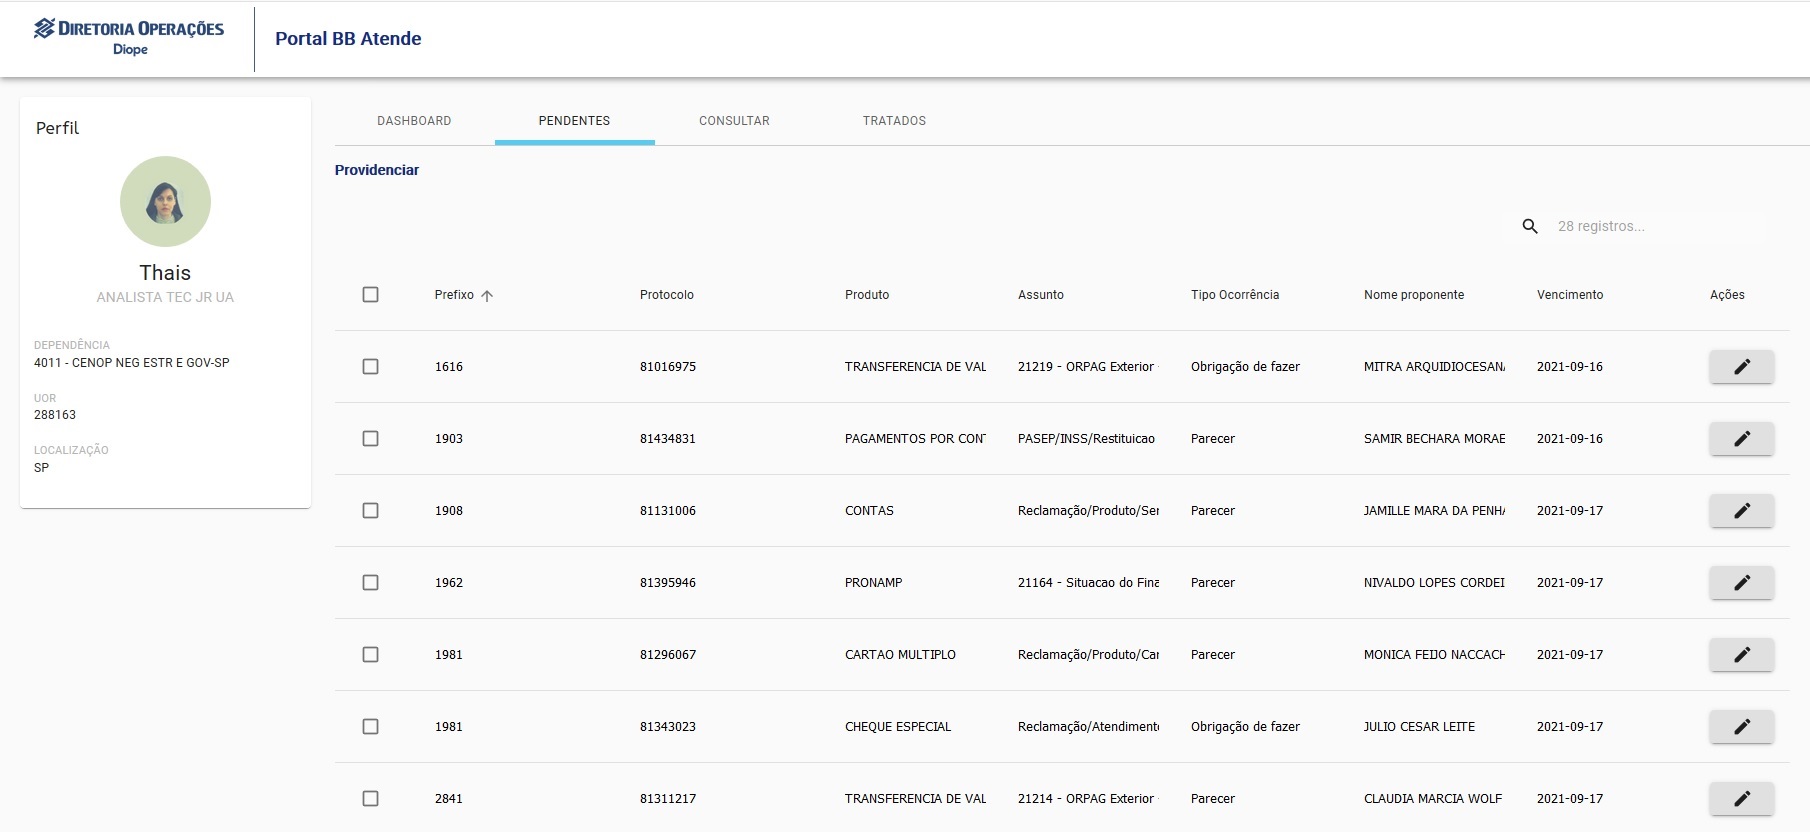 DIRETORIA OPERAÇÕES
Diope
Portal BB Atende
Perfil
Thais
ANALISTA TEC JR UA
DEPENDÊNCIA
4011 - CENOP NEG ESTR E GOV-SP
UOR
288163
LOCALIZAÇÃO
SP
DASHBOARD PENDENTES CONSULTAR TRATADOS
Providenciar
28 registros...
Prefixo Protocolo Produto Assunto Tipo Ocorrência Nome proponente Vencimento Ações
1616 81016975 TRANSFERENCIA DE VAL 21219 - ORPAG Exterior Obrigação de fazer MITRA ARQUIDIOCESANA 2021-09-16
1903 81434831 PAGAMENTOS POR CONT PASEP/INSS/Restituicao Parecer SAMIR BECHARA MORAE 2021-09-16
1908 81131006 CONTAS Reclamação/Produto/Ser Parecer JAMILLE MARA DA PENHA 2021-09-17
1962 81395946 PRONAMP 21164 - Situacao do Fina Parecer NIVALDO LOPES CORDEI 2021-09-17
1981 81296067 CARTAO MULTIPLO Reclamação/Produto/Car Parecer MONICA FEIJO NACCACH 2021-09-17
1981 81343023 CHEQUE ESPECIAL Reclamação/Atendimento Obrigação de fazer JULIO CESAR LEITE 2021-09-17
2841 81311217 TRANSFERENCIA DE VAL 21214 - ORPAG Exterior Parecer CLAUDIA MARCIA WOLF 2021-09-17